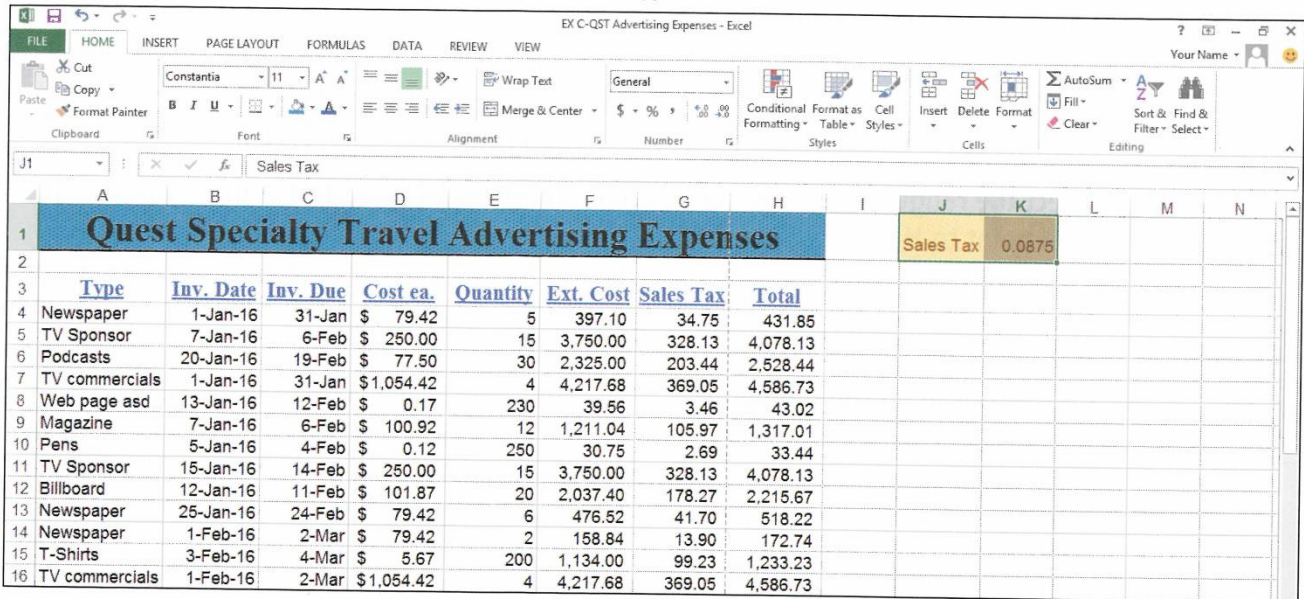 EX C-QST Advertising Expenses - Excel
?
FILE HOME INSERT PAGE LAYOUT FORMULAS DATA REVIEW VIEW Your Name
Paste
Cut
Copy
Format Painter
Clipboard
Constantia 11 A A
B I U A
Font
Wrap Text
Merge & Center
Alignment
General
$ % , .0 .00 .00 .0
Number
Conditional Formatting Format as Table Cell Styles
Styles
Insert Delete Format
Cells
AutoSum
Fill
Clear
Sort & Filter Find & Select
Editing
J1 fx Sales Tax
A B C D E F G H I J K L M N
1 Quest Specialty Travel Advertising Expenses Sales Tax 0.0875
2
3 Type Inv. Date Inv. Due Cost ea. Quantity Ext. Cost Sales Tax Total
4 Newspaper 1-Jan-16 31-Jan $ 79.42 5 397.10 34.75 431.85
5 TV Sponsor 7-Jan-16 6-Feb $ 250.00 15 3,750.00 328.13 4,078.13
6 Podcasts 20-Jan-16 19-Feb $ 77.50 30 2,325.00 203.44 2,528.44
7 TV commercials 1-Jan-16 31-Jan $1,054.42 4 4,217.68 369.05 4,586.73
8 Web page asd 13-Jan-16 12-Feb $ 0.17 230 39.56 3.46 43.02
9 Magazine 7-Jan-16 6-Feb $ 100.92 12 1,211.04 105.97 1,317.01
10 Pens 5-Jan-16 4-Feb $ 0.12 250 30.75 2.69 33.44
11 TV Sponsor 15-Jan-16 14-Feb $ 250.00 15 3,750.00 328.13 4,078.13
12 Billboard 12-Jan-16 11-Feb $ 101.87 20 2,037.40 178.27 2,215.67
13 Newspaper 25-Jan-16 24-Feb $ 79.42 6 476.52 41.70 518.22
14 Newspaper 1-Feb-16 2-Mar $ 79.42 2 158.84 13.90 172.74
15 T-Shirts 3-Feb-16 4-Mar $ 5.67 200 1,134.00 99.23 1,233.23
16 TV commercials 1-Feb-16 2-Mar $1,054.42 4 4,217.68 369.05 4,586.73